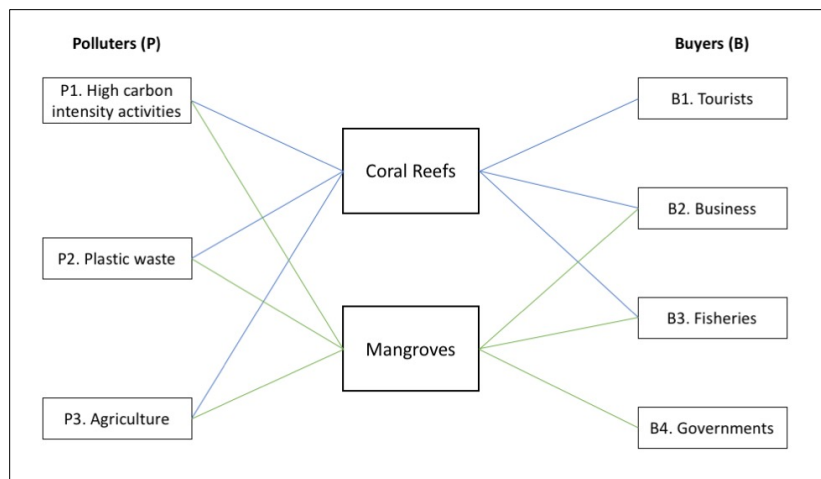 Polluters (P)
Buyers (B)
P1. High carbon
intensity activities
B1. Tourists
Coral Reefs
B2. Business
P2. Plastic waste
B3. Fisheries
Mangroves
P3. Agriculture
B4. Governments